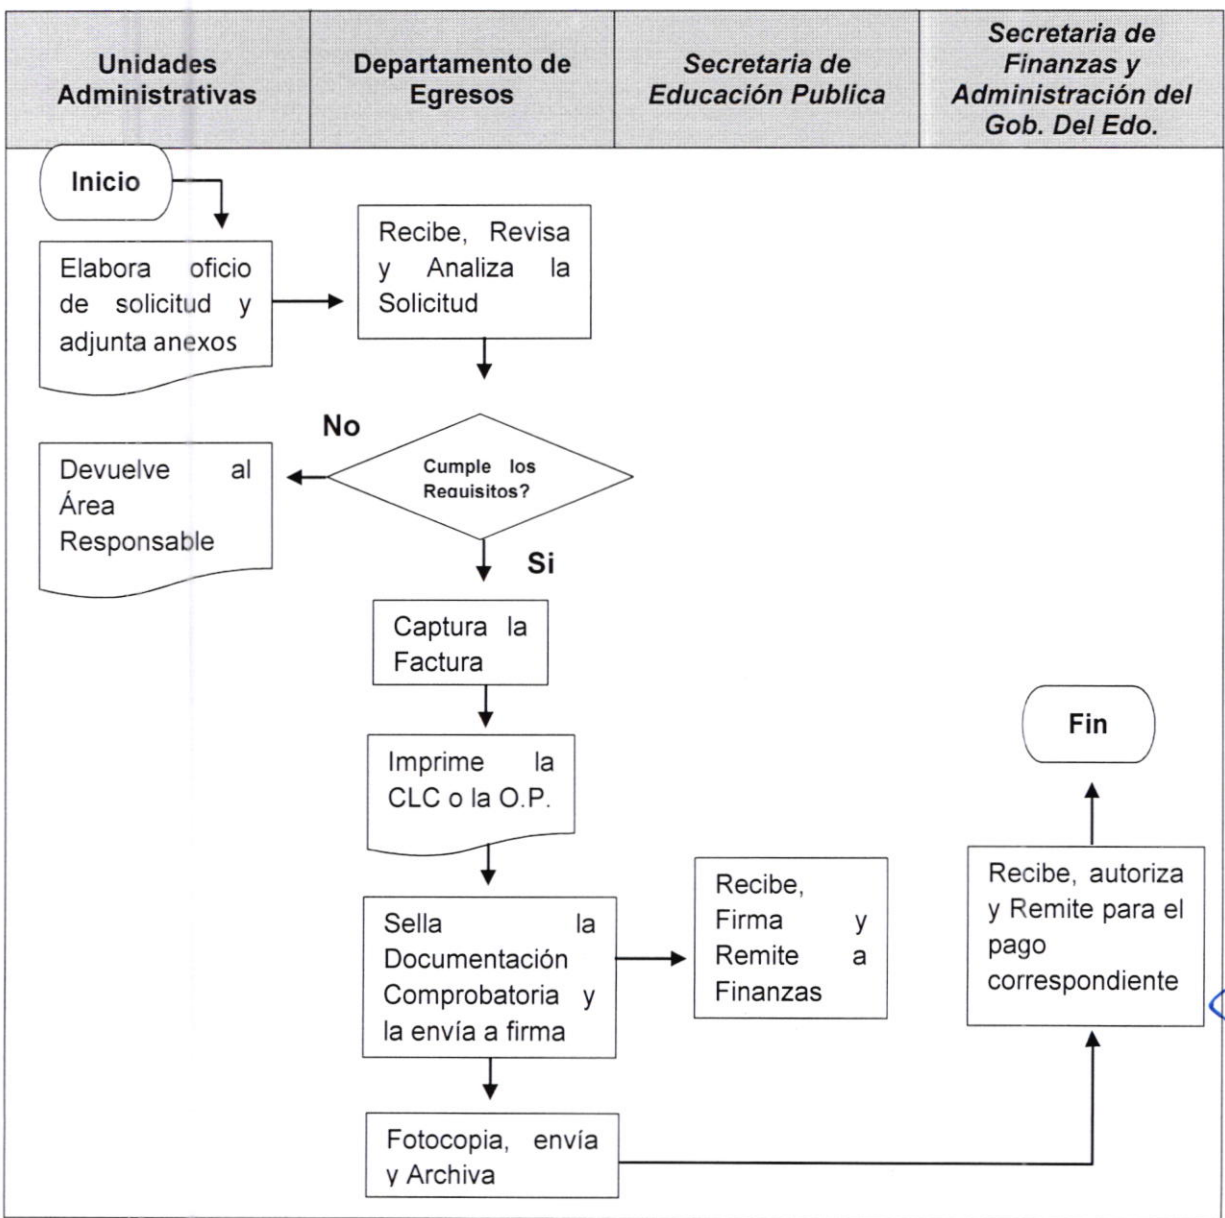 Unidades
Administrativas
Departamento de
Egresos
Secretaria de
Educación Publica
Secretaria de
Finanzas y
Administración del
Gob. Del Edo.
Inicio
Elabora oficio
de solicitud y
adjunta anexos
Recibe, Revisa
y Analiza la
Solicitud
No
Cumple los
Requisitos?
Devuelve al
Área
Responsable
Si
Captura la
Factura
Imprime la
CLC o la O.P.
Sella la
Documentación
Comprobatoria y
la envía a firma
Recibe,
Firma y
Remite a
Finanzas
Fin
Recibe, autoriza
y Remite para el
pago
correspondiente
Fotocopia, envía
y Archiva